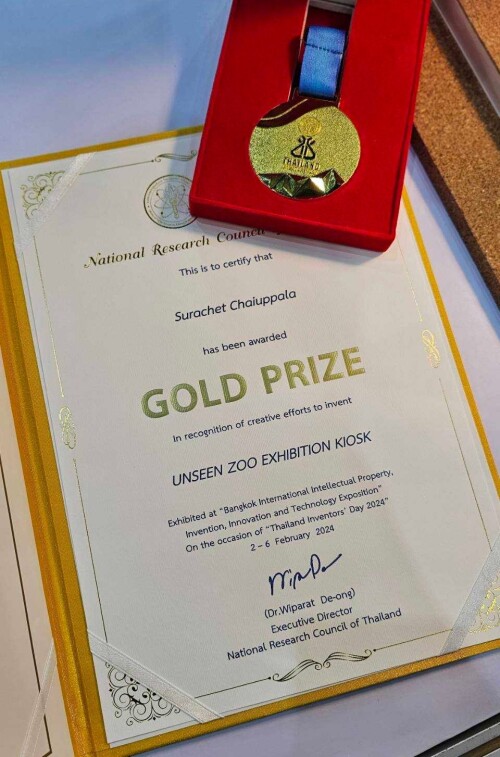 THAILAND
National Research Council
This is to certify that
Surachet Chaiuppala
has been awarded
GOLD PRIZE
In recognition of creative efforts to invent
UNSEEN ZOO EXHIBITION KIOSK
Exhibited at "Bangkok International Intellectual Property,
Invention, Innovation and Technology Exposition"
On the occasion of "Thailand Inventors' Day 2024"
2 – 6 February 2024
(Dr.Wiparat De-ong)
Executive Director
National Research Council of Thailand